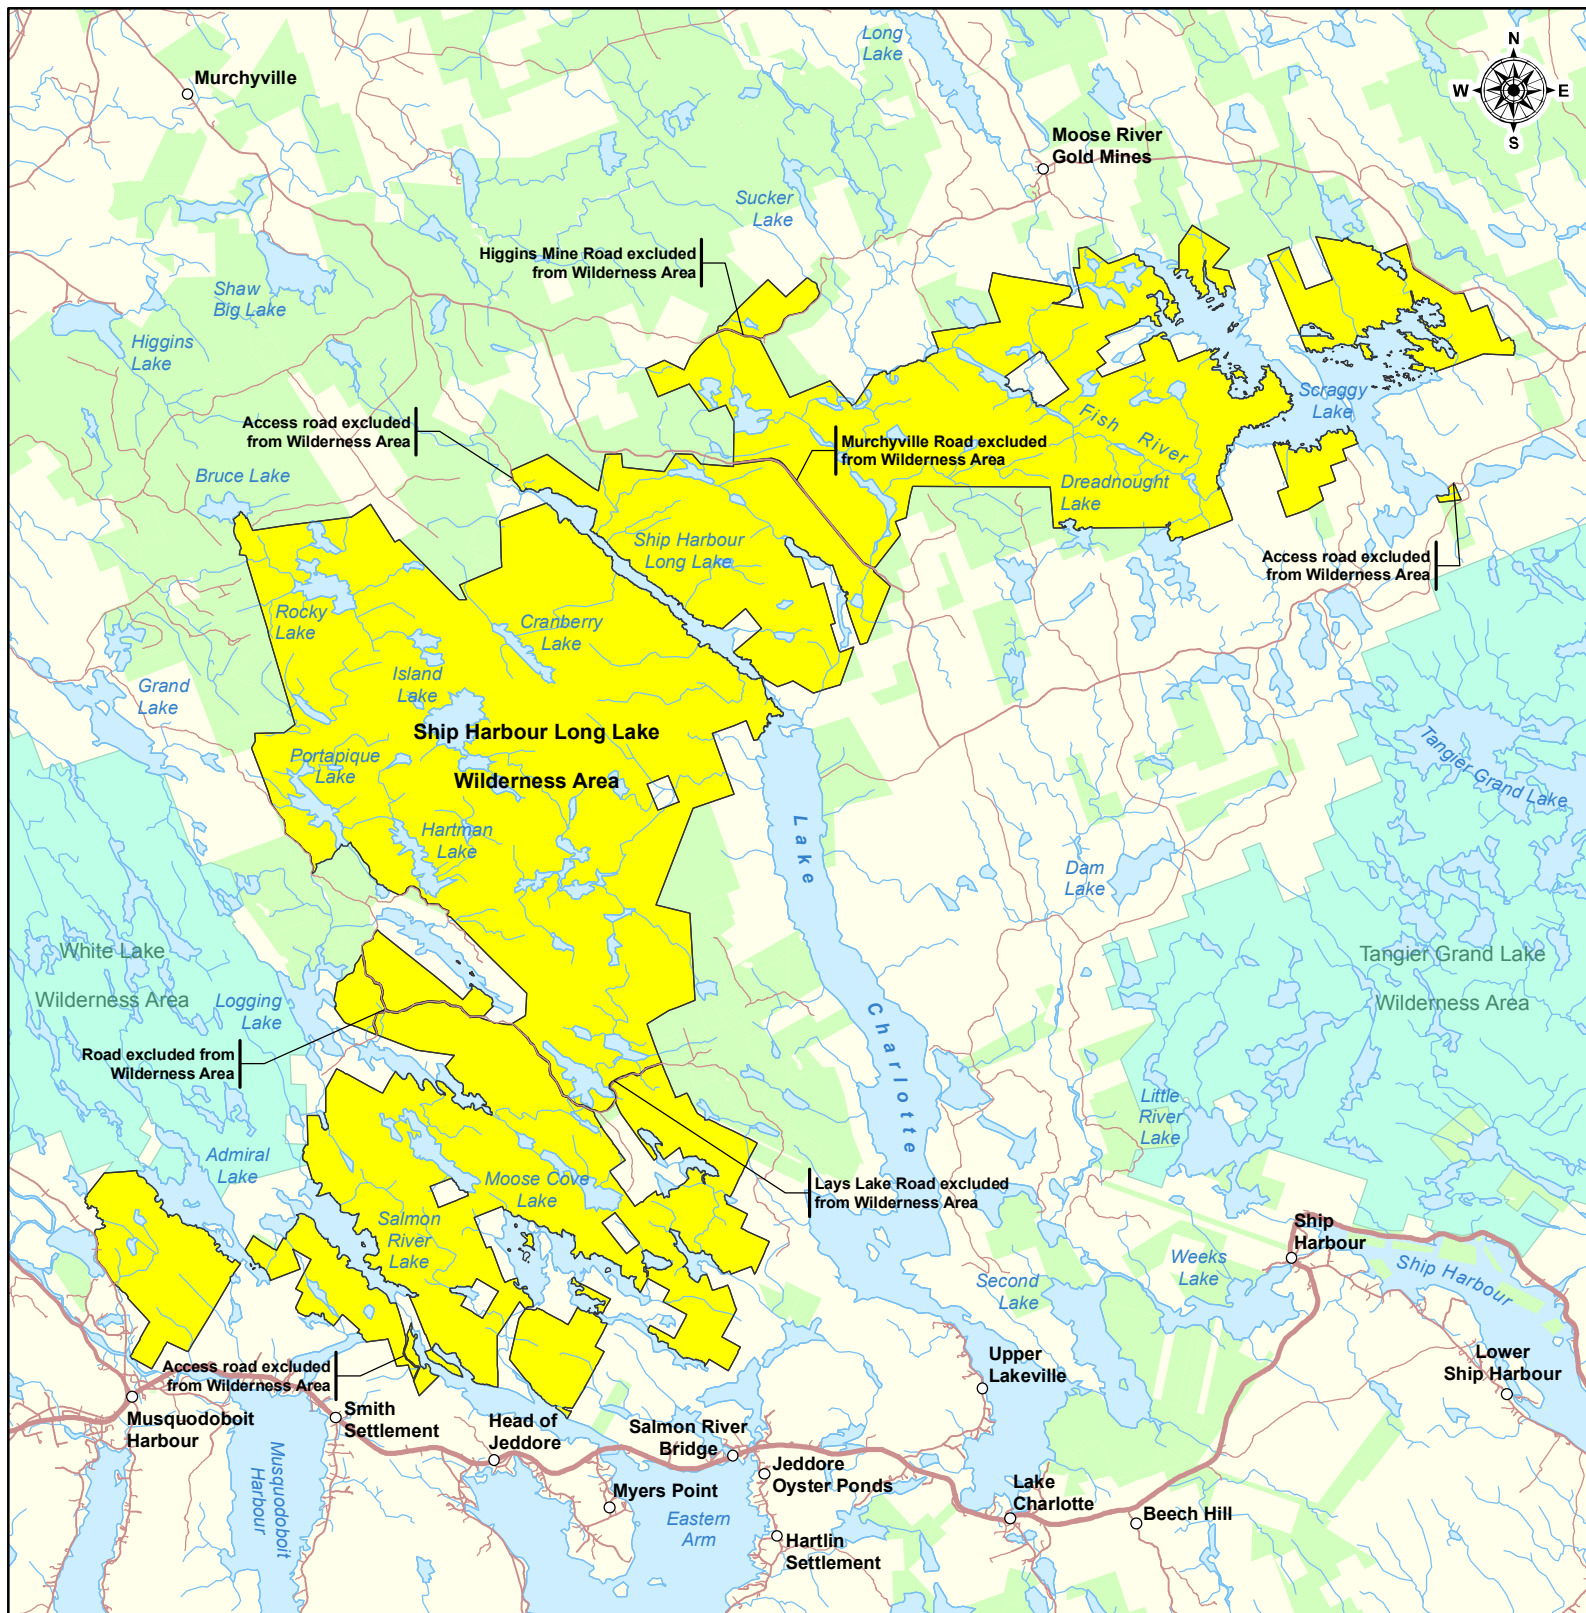 Long
Lake
N
W
E
S
Murchyville
Moose River
Gold Mines
Sucker
Lake
Higgins Mine Road excluded
from Wilderness Area
Shaw
Big Lake
Higgins
Lake
Scraggy
Lake
Access road excluded
from Wilderness Area
Fish River
Murchyville Road excluded
from Wilderness Area
Bruce Lake
Dreadnought
Lake
Ship Harbour
Long Lake
Access road excluded
from Wilderness Area
Rocky
Lake
Cranberry
Lake
Island
Lake
Grand
Lake
Ship Harbour Long Lake
Wilderness Area
Portapique
Lake
Tangier Grand Lake
Hartman
Lake
Lake Charlotte
Dam
Lake
White Lake
Wilderness Area
Tangier Grand Lake
Wilderness Area
Logging
Lake
Road excluded from
Wilderness Area
Little
River
Lake
Admiral
Lake
Moose Cove
Lake
Lays Lake Road excluded
from Wilderness Area
Salmon
River
Lake
Ship
Harbour
Weeks
Lake
Ship Harbour
Second
Lake
Access road excluded
from Wilderness Area
Upper
Lakeville
Lower
Ship Harbour
Musquodoboit
Harbour
Smith
Settlement
Head of
Jeddore
Salmon River
Bridge
Musquodoboit
Harbour
Jeddore
Oyster Ponds
Myers Point
Lake
Charlotte
Beech Hill
Eastern
Arm
Hartlin
Settlement